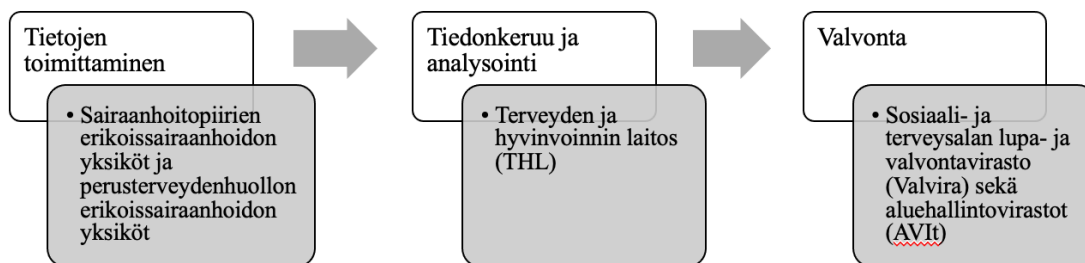 Tietojen
toimittaminen
• Sairaanhoitopiirien
erikoissairaanhoidon
yksiköt ja
perusterveydenhuollon
erikoissairaanhoidon
yksiköt
Tiedonkeruu ja
analysointi
• Terveyden ja
hyvinvoinnin laitos
(THL)
Valvonta
• Sosiaali- ja
terveysalan lupa- ja
valvontavirasto
(Valvira) sekä
aluehallintovirastot
(AVIt)